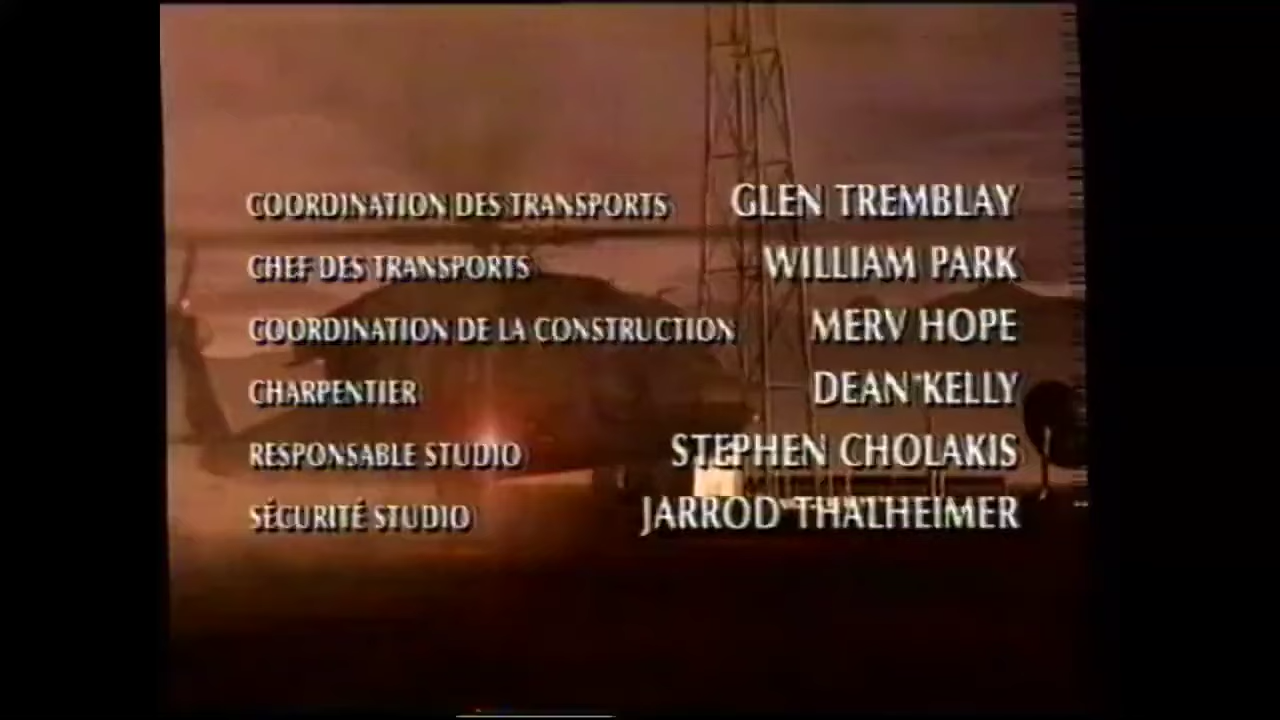 COORDINATION DES TRANSPORTS GLEN TREMBLAY
CHEF DES TRANSPORTS WILLIAM PARK
COORDINATION DE LA CONSTRUCTION MERV HOPE
CHARPENTIER DEAN KELLY
RESPONSABLE STUDIO STEPHEN CHOLAKIS
SÉCURITÉ STUDIO JARROD THALHEIMER